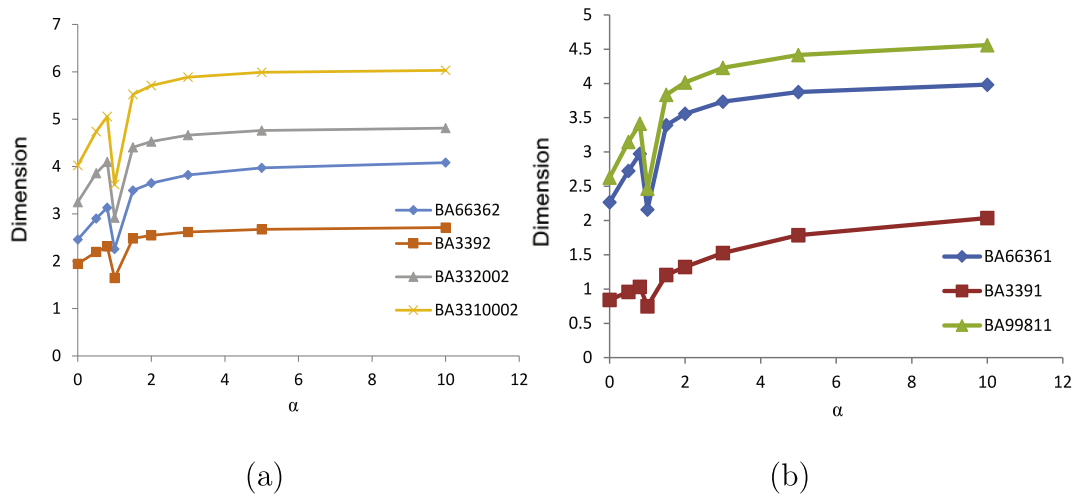 7
6
5
4
3
2
1
0
0 2 4 6 8 10 12
Dimension
α
BA66362
BA3392
BA332002
BA3310002
(a)
5
4.5
4
3.5
3
2.5
2
1.5
1
0.5
0
0 2 4 6 8 10 12
Dimension
α
BA66361
BA3391
BA99811
(b)